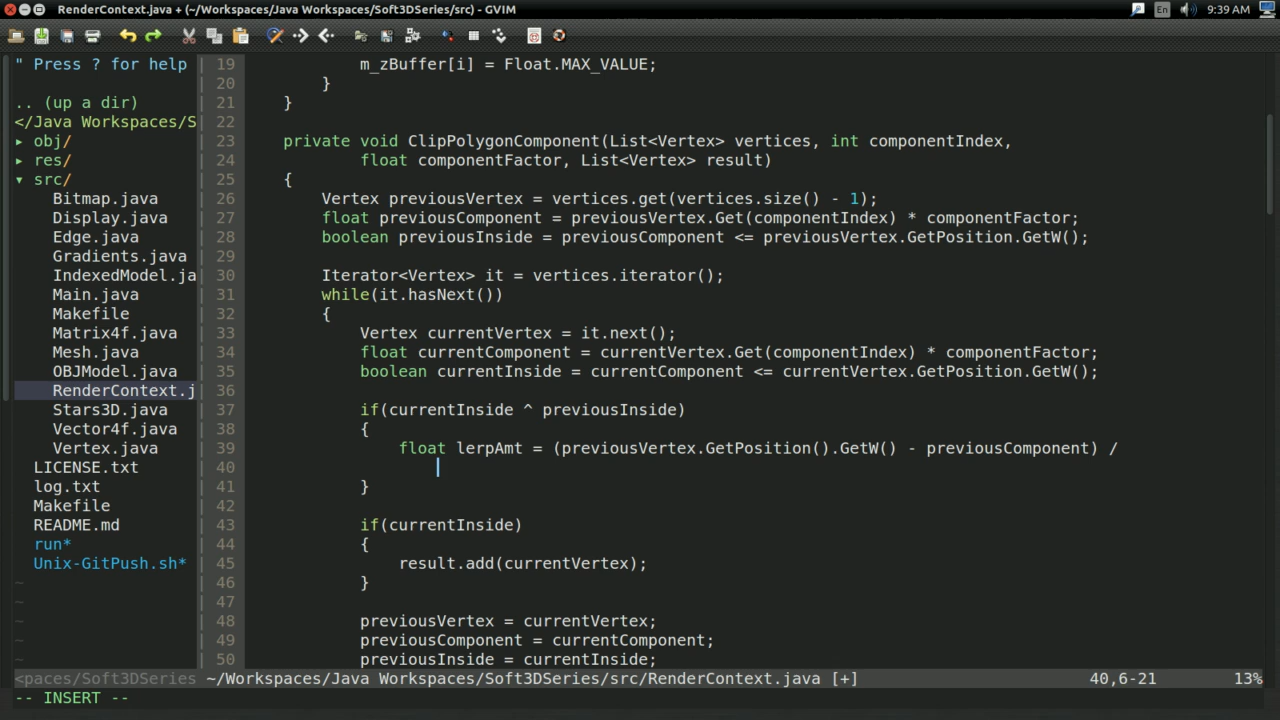 RenderContext.java + (~/Workspaces/Java Workspaces/Soft3DSeries/src) - GVIM
En
9:39 AM
" Press ? for help
.. (up a dir)
</Java Workspaces/S
▸ obj/
▸ res/
▾ src/
Bitmap.java
Display.java
Edge.java
Gradients.java
IndexedModel.ja
Main.java
Makefile
Matrix4f.java
Mesh.java
OBJModel.java
RenderContext.j
Stars3D.java
Vector4f.java
Vertex.java
LICENSE.txt
log.txt
Makefile
README.md
run*
Unix-GitPush.sh*
~
~
~
~
~
19 m_zBuffer[i] = Float.MAX_VALUE;
20 }
21 }
22
23 private void ClipPolygonComponent(List<Vertex> vertices, int componentIndex,
24 float componentFactor, List<Vertex> result)
25 {
26 Vertex previousVertex = vertices.get(vertices.size() - 1);
27 float previousComponent = previousVertex.Get(componentIndex) * componentFactor;
28 boolean previousInside = previousComponent <= previousVertex.GetPosition.GetW();
29
30 Iterator<Vertex> it = vertices.iterator();
31 while(it.hasNext())
32 {
33 Vertex currentVertex = it.next();
34 float currentComponent = currentVertex.Get(componentIndex) * componentFactor;
35 boolean currentInside = currentComponent <= currentVertex.GetPosition.GetW();
36
37 if(currentInside ^ previousInside)
38 {
39 float lerpAmt = (previousVertex.GetPosition().GetW() - previousComponent) /
40
41 }
42
43 if(currentInside)
44 {
45 result.add(currentVertex);
46 }
47
48 previousVertex = currentVertex;
49 previousComponent = currentComponent;
50 previousInside = currentInside;
<paces/Soft3DSeries ~/Workspaces/Java Workspaces/Soft3DSeries/src/RenderContext.java [+] 40,6-21 13%
-- INSERT --